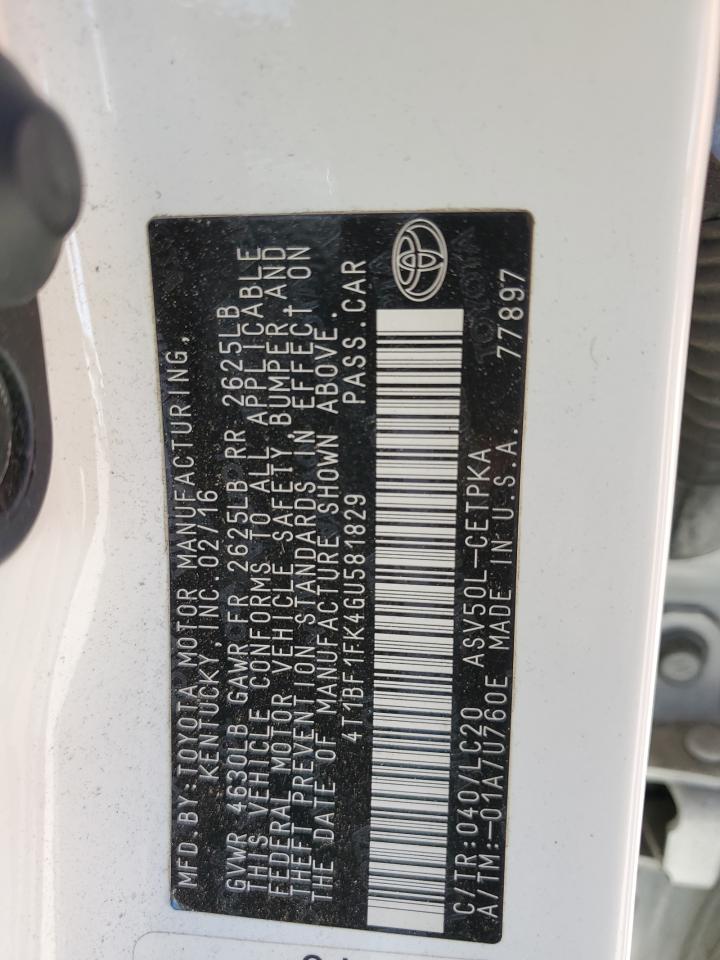 MFD.BY:TOYOTA MOTOR MANUFACTURING,
KENTUCKY, INC. 02/16
GVWR 4630LB GAWR FR 2625LB RR 2625LB
THIS VEHICLE CONFORMS TO ALL APPLICABLE
FEDERAL MOTOR VEHICLE SAFETY, BUMPER, AND
THEFT PREVENTION STANDARDS IN EFFECT ON
THE DATE OF MANUFACTURE SHOWN ABOVE.
4T1BF1FK4GU581829 PASS.CAR
C/TR:040/LC20 ASV50L-CETPKA
A/TM:-01A/U760E MADE IN U.S.A. 77897